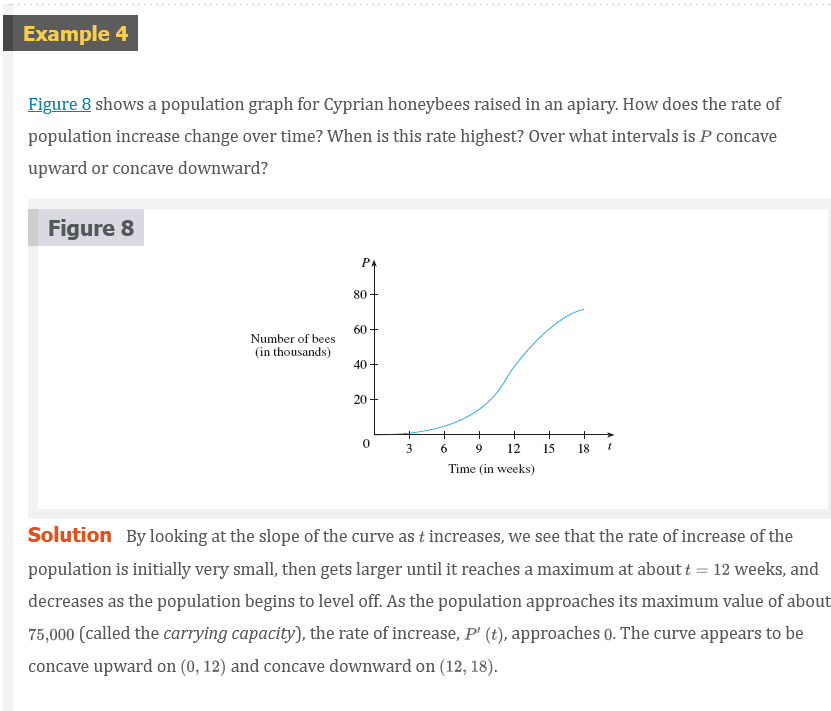 Example 4
Figure 8 shows a population graph for Cyprian honeybees raised in an apiary. How does the rate of
population increase change over time? When is this rate highest? Over what intervals is P concave
upward or concave downward?
Figure 8
P
80
60
Number of bees
(in thousands)
40
20
0
3 6 9 12 15 18 t
Time (in weeks)
Solution By looking at the slope of the curve as t increases, we see that the rate of increase of the
population is initially very small, then gets larger until it reaches a maximum at about t = 12 weeks, and
decreases as the population begins to level off. As the population approaches its maximum value of about
75,000 (called the carrying capacity), the rate of increase, P′ (t), approaches 0. The curve appears to be
concave upward on (0, 12) and concave downward on (12, 18).